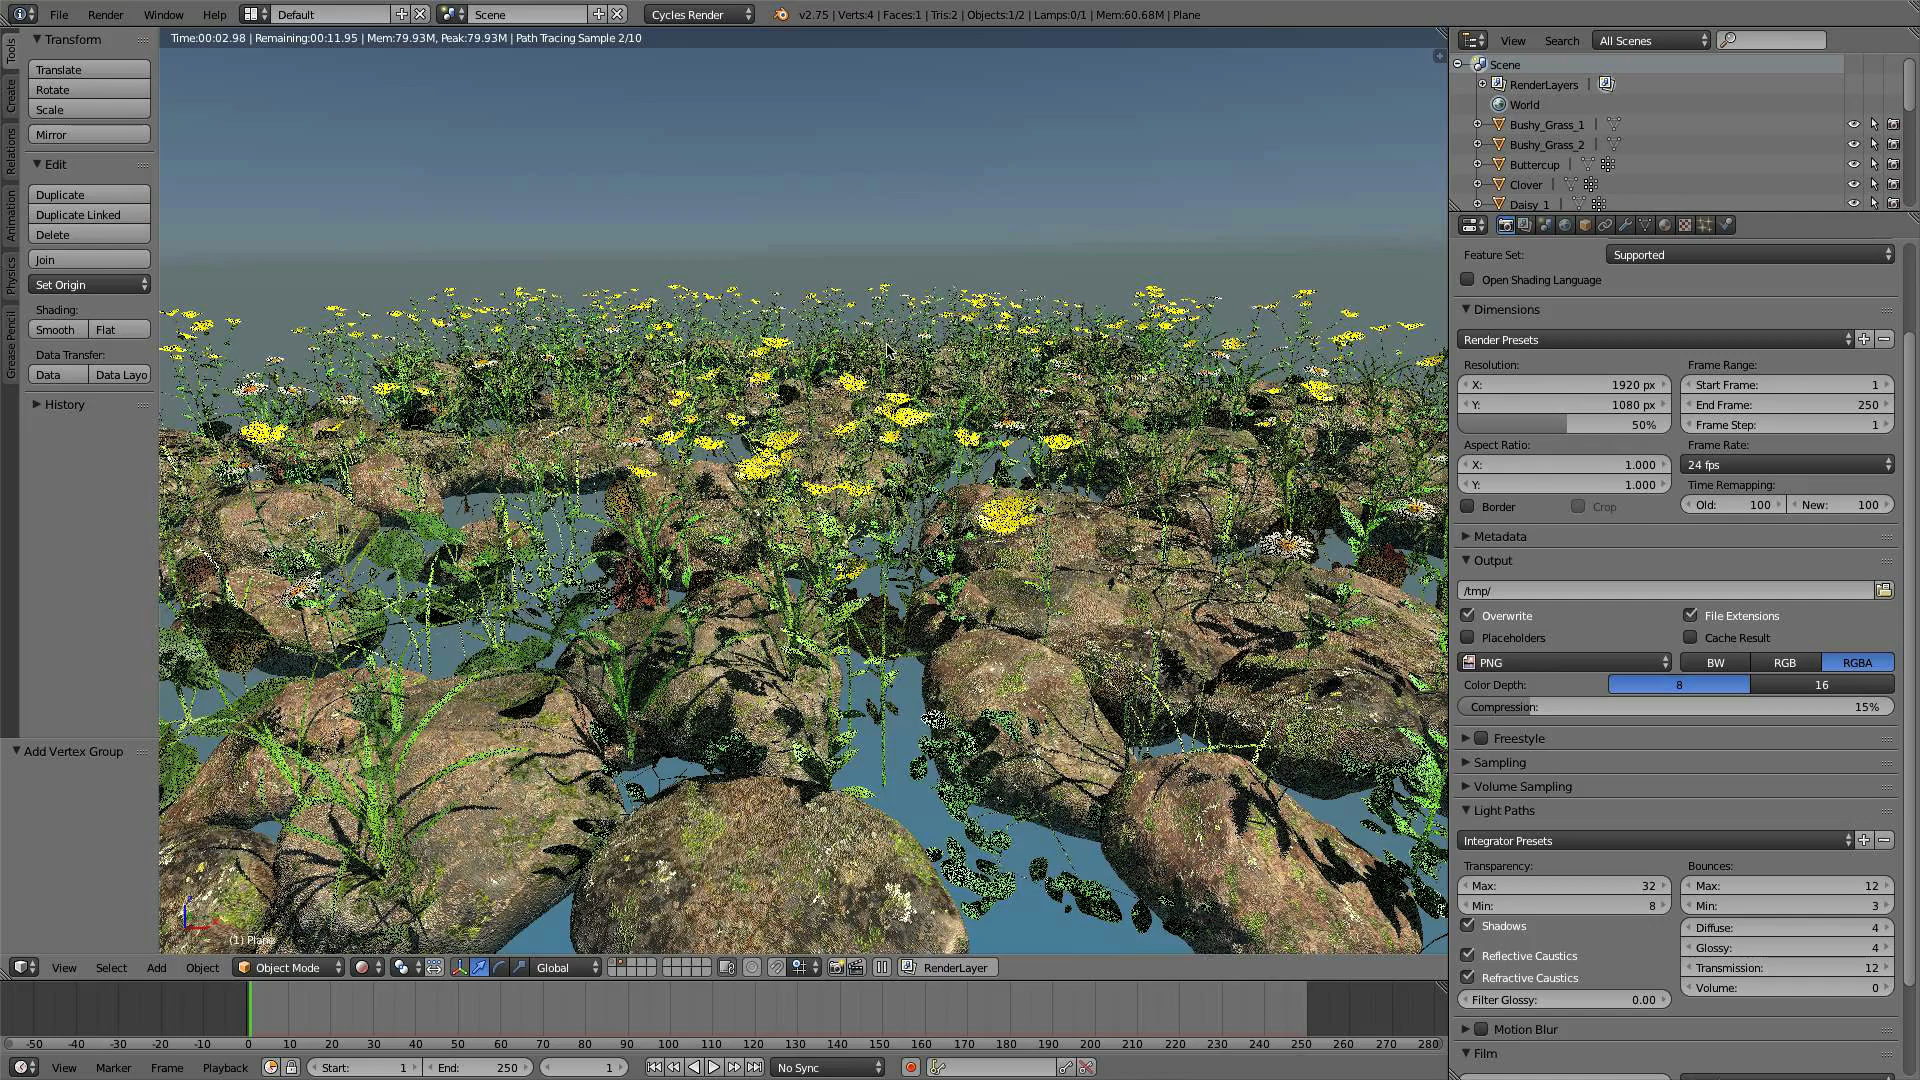 File Render Window Help Default Scene Cycles Render v2.75 | Verts:4 | Faces:1 | Tris:2 | Objects:1/2 | Lamps:0/1 | Mem:60.68M | Plane
Time:00:02.98 | Remaining:00:11.95 | Mem:79.93M, Peak:79.93M | Path Tracing Sample 2/10
Tools
Create
Relations
Animation
Physics
Grease Pencil
Transform
Translate
Rotate
Scale
Mirror
Edit
Duplicate
Duplicate Linked
Delete
Join
Set Origin
Shading:
Smooth Flat
Data Transfer:
Data Data Layo
History
Add Vertex Group
(1) Plane
View Select Add Object Object Mode Global RenderLayer
-50 -40 -30 -20 -10 0 10 20 30 40 50 60 70 80 90 100 110 120 130 140 150 160 170 180 190 200 210 220 230 240 250 260 270 280
View Marker Frame Playback Start: 1 End: 250 1 No Sync
View Search All Scenes
Scene
RenderLayers |
World
Bushy_Grass_1 |
Bushy_Grass_2 |
Buttercup |
Clover |
Daisy_1 |
Feature Set: Supported
Open Shading Language
Dimensions
Render Presets
Resolution: Frame Range:
X: 1920 px Start Frame: 1
Y: 1080 px End Frame: 250
50% Frame Step: 1
Aspect Ratio: Frame Rate:
X: 1.000 24 fps
Y: 1.000 Time Remapping:
Border Crop Old: 100 New: 100
Metadata
Output
/tmp/
Overwrite File Extensions
Placeholders Cache Result
PNG BW RGB RGBA
Color Depth: 8 16
Compression: 15%
Freestyle
Sampling
Volume Sampling
Light Paths
Integrator Presets
Transparency: Bounces:
Max: 32 Max: 12
Min: 8 Min: 3
Shadows Diffuse: 4
Glossy: 4
Reflective Caustics Transmission: 12
Refractive Caustics Volume: 0
Filter Glossy: 0.00
Motion Blur
Film